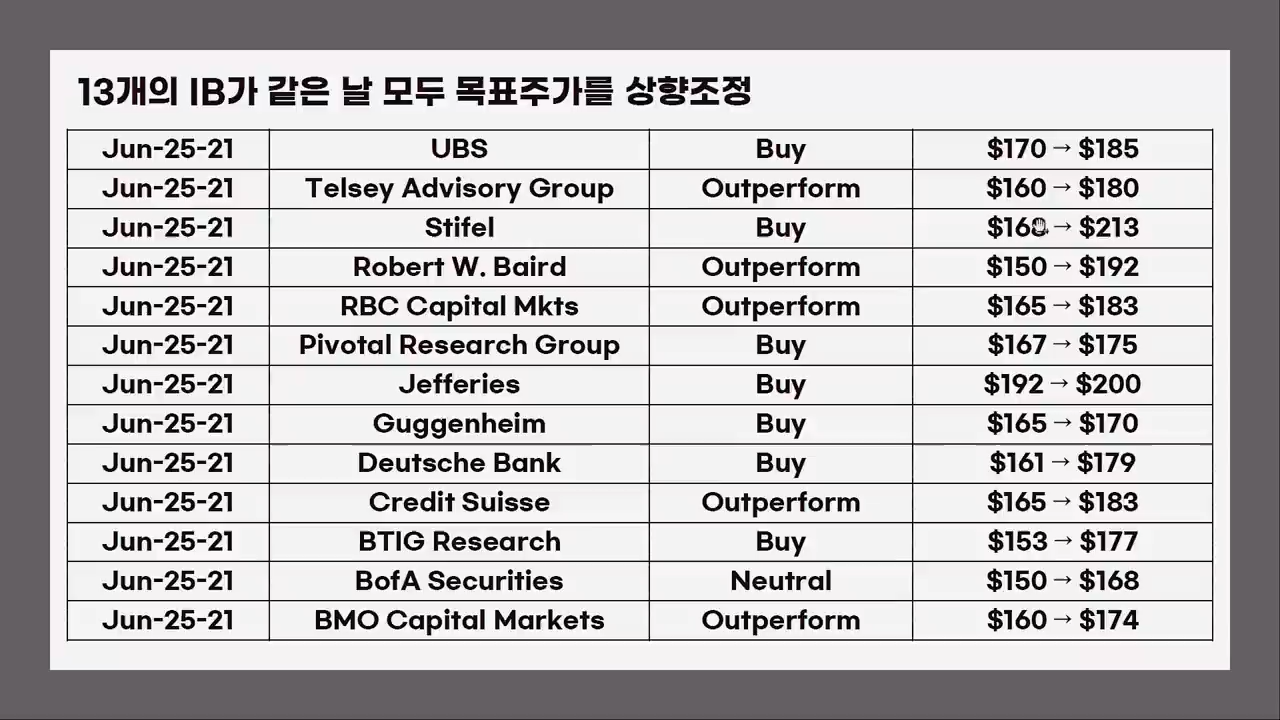 13개의 IB가 같은 날 모두 목표주가를 상향조정
Jun-25-21 UBS Buy $170 → $185
Jun-25-21 Telsey Advisory Group Outperform $160 → $180
Jun-25-21 Stifel Buy → $213
Jun-25-21 Robert W. Baird Outperform $150 → $192
Jun-25-21 RBC Capital Mkts Outperform $165 → $183
Jun-25-21 Pivotal Research Group Buy $167 → $175
Jun-25-21 Jefferies Buy $192 → $200
Jun-25-21 Guggenheim Buy $165 → $170
Jun-25-21 Deutsche Bank Buy $161 → $179
Jun-25-21 Credit Suisse Outperform $165 → $183
Jun-25-21 BTIG Research Buy $153 → $177
Jun-25-21 BofA Securities Neutral $150 → $168
Jun-25-21 BMO Capital Markets Outperform $160 → $174